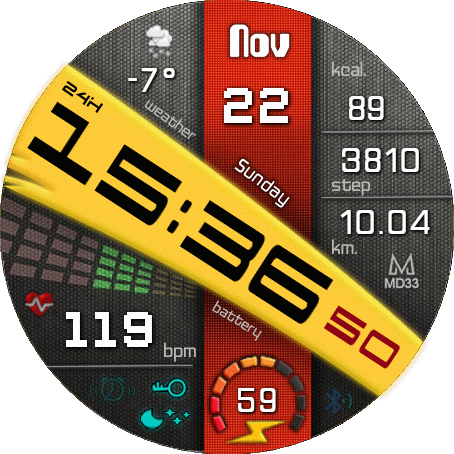 Nov
22
Sunday
-7°
weather
kcal.
89
3810
step
10.04
km.
MD33
24H
15:36
50
119
bpm
battery
59